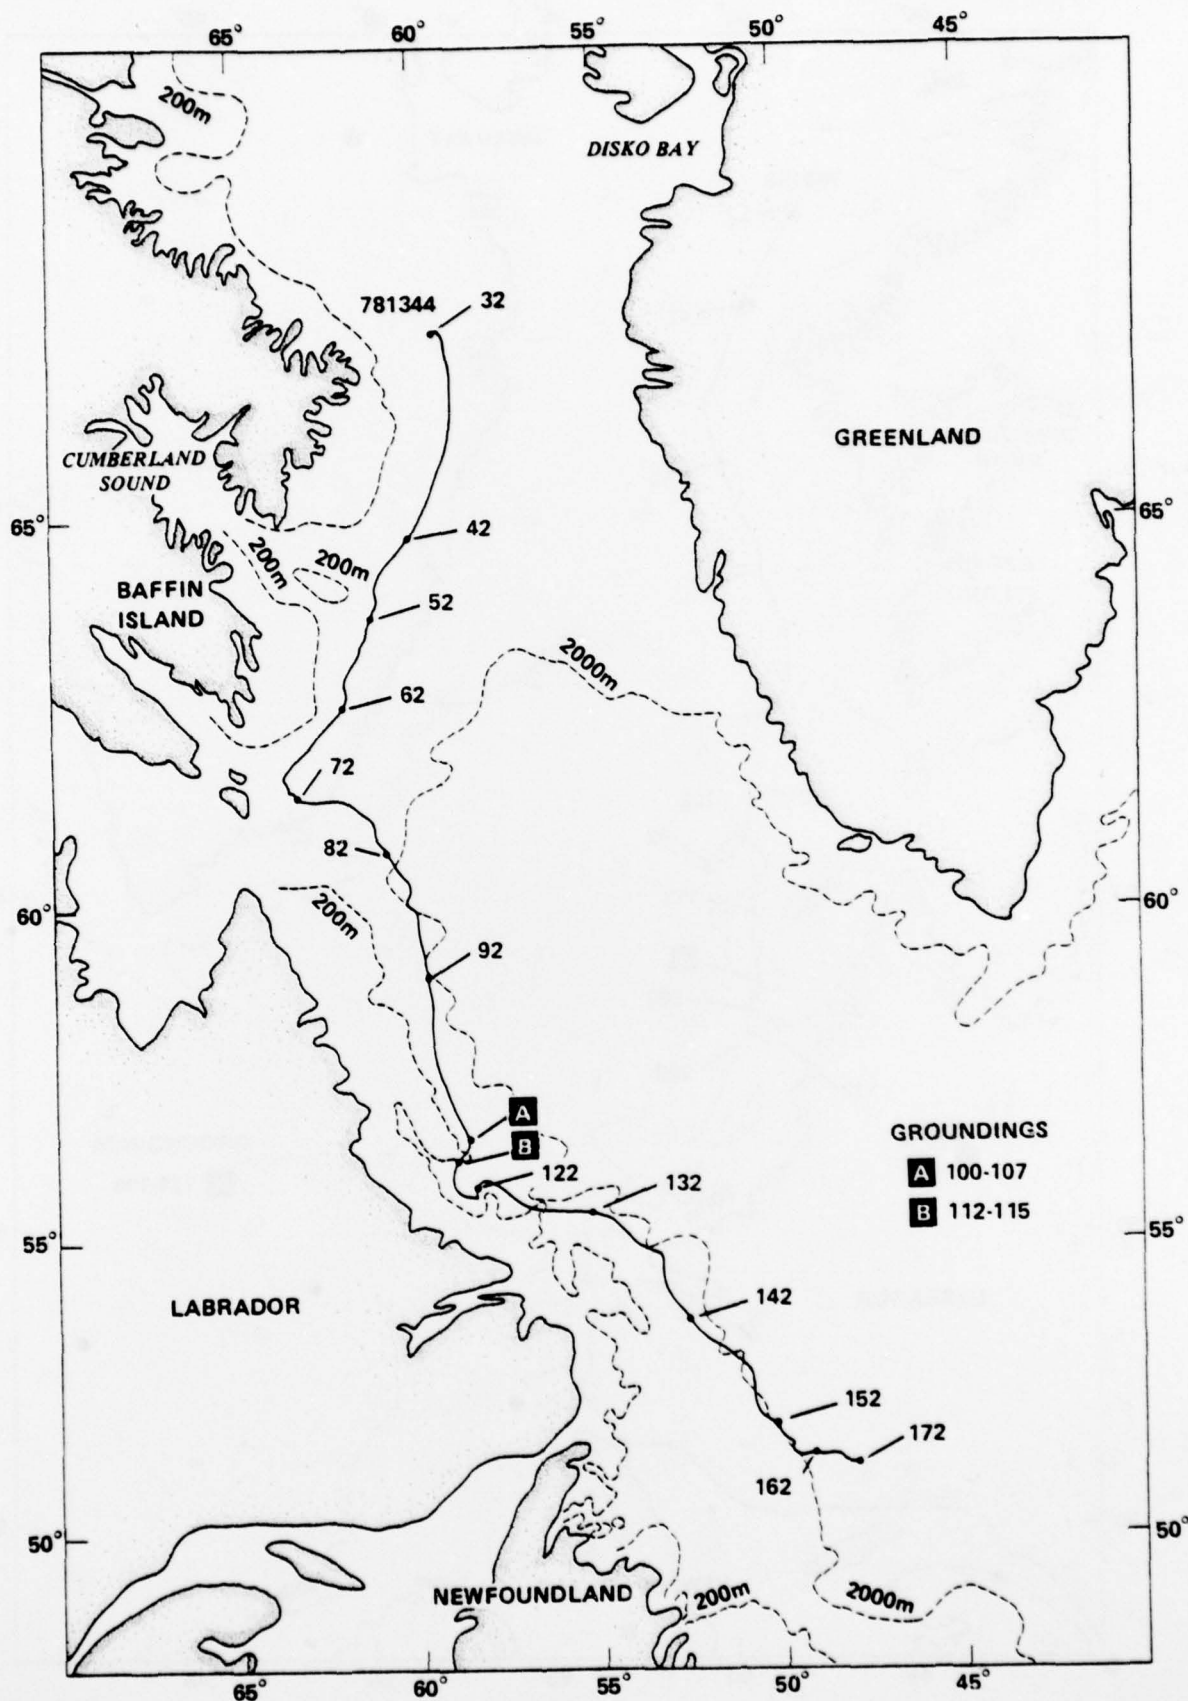 65° 60° 55° 50° 45°
200m
DISKO BAY
781344 32
GREENLAND
CUMBERLAND
SOUND
65° 42 65°
200m 200m
BAFFIN
ISLAND
52
2000m
62
72
82
200m
60° 60°
92
A
B
GROUNDINGS
A 100-107
B 112-115
122 132
55° 55°
LABRADOR
142
152
172
162
50° 50°
NEWFOUNDLAND
200m 2000m
65° 60° 55° 50° 45°